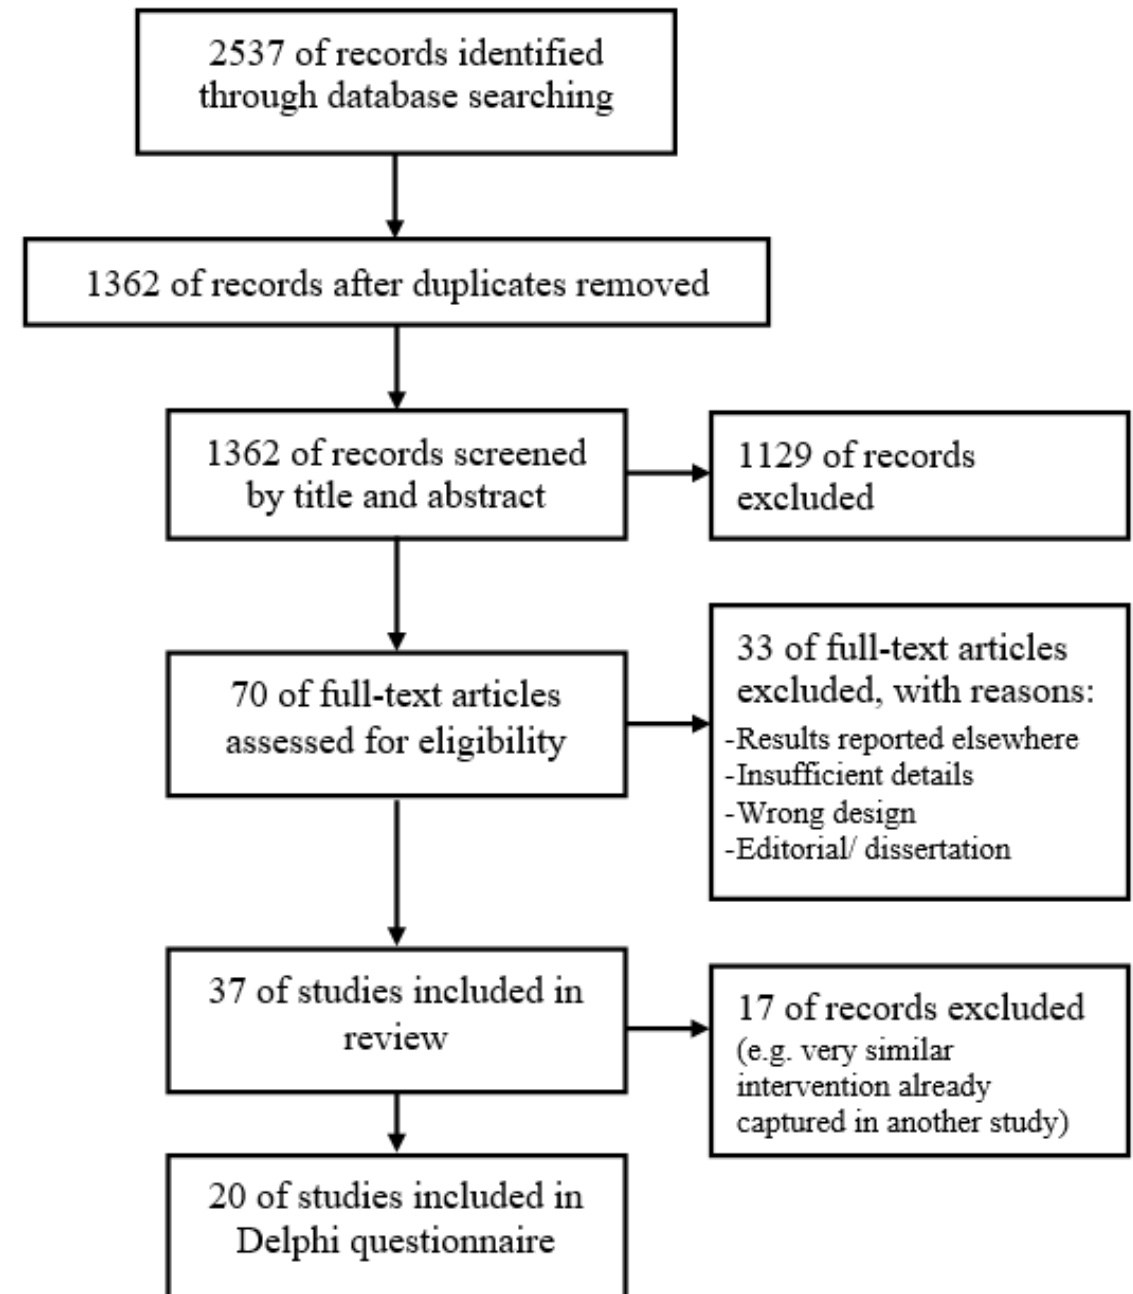 2537 of records identified
through database searching
1362 of records after duplicates removed
1362 of records screened
by title and abstract
1129 of records
excluded
70 of full-text articles
assessed for eligibility
33 of full-text articles
excluded, with reasons:
-Results reported elsewhere
-Insufficient details
-Wrong design
-Editorial/ dissertation
37 of studies included in
review
17 of records excluded
(e.g. very similar
intervention already
captured in another study)
20 of studies included in
Delphi questionnaire